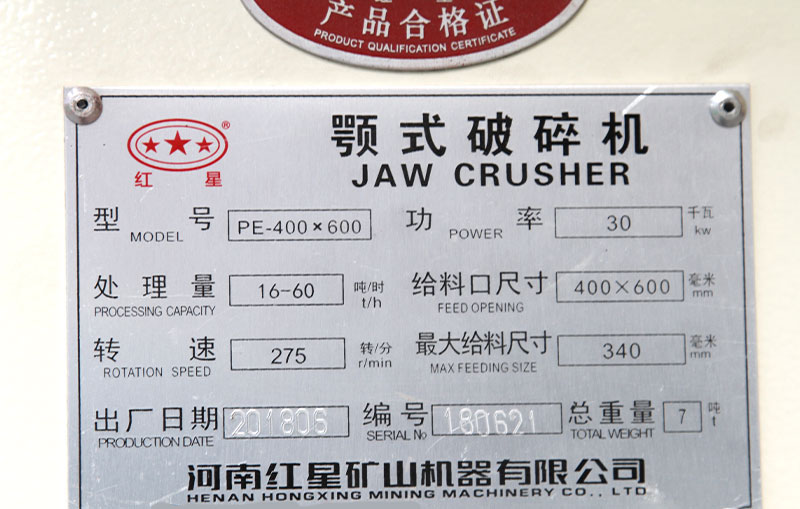 产品合格证
PRODUCT QUALIFICATION CERTIFICATE
®
红星
颚式破碎机
JAW CRUSHER
型号 MODEL PE-400×600 功率 POWER 30 千瓦 kw
处理量 PROCESSING CAPACITY 16-60 吨/时 t/h 给料口尺寸 FEED OPENING 400×600 毫米 mm
转速 ROTATION SPEED 275 转/分 r/min 最大给料尺寸 MAX FEEDING SIZE 340 毫米 mm
出厂日期 PRODUCTION DATE 201806 编号 SERIAL № 180621 总重量 TOTAL WEIGHT 7 吨 t
河南红星矿山机器有限公司
HENAN HONGXING MINING MACHINERY CO., LTD